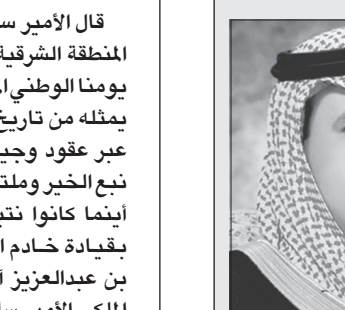 قال الأمير س
المنطقة الشرقية
يومنا الوطني ا
يمثله من تاريخ
عبر عقود وجي
نبع الخير وملت
أينما كانوا نتب
بقيادة خادم ا
بن عبدالعزيز آ